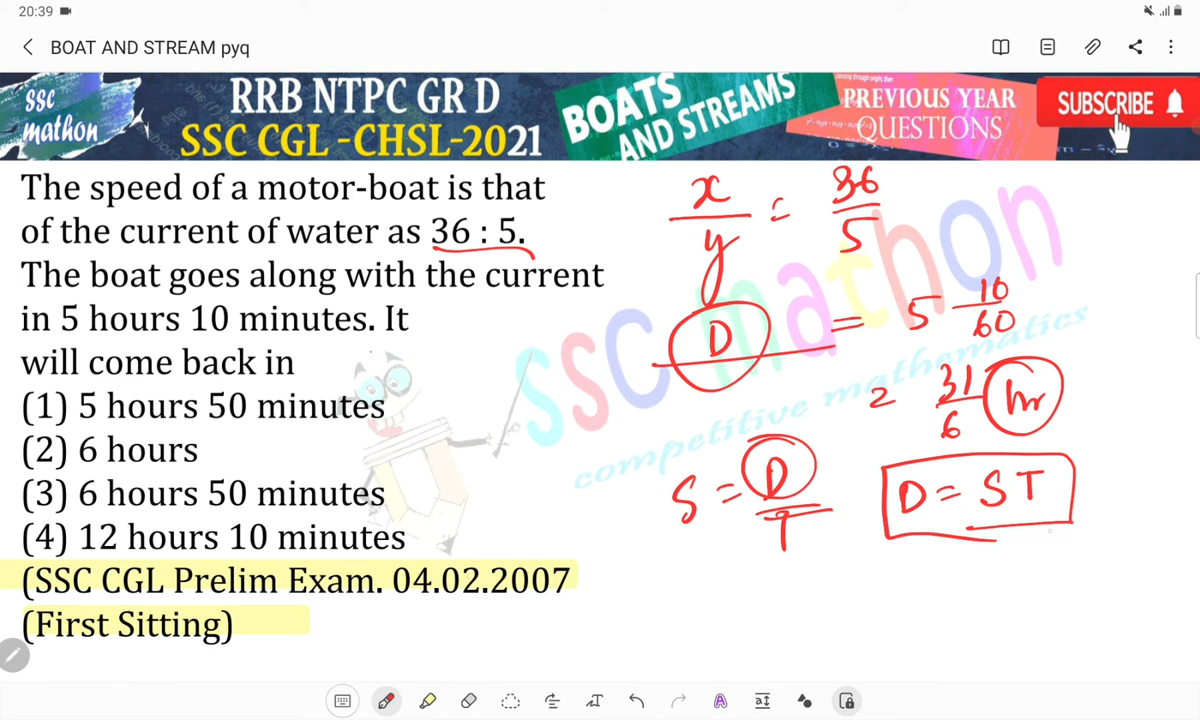 20:39
BOAT AND STREAM pyq
SSC mathon
RRB NTPC GR D
SSC CGL -CHSL-2021
BOATS AND STREAMS
PREVIOUS YEAR QUESTIONS
SUBSCRIBE
The speed of a motor-boat is that
of the current of water as 36 : 5.
The boat goes along with the current
in 5 hours 10 minutes. It
will come back in
(1) 5 hours 50 minutes
(2) 6 hours
(3) 6 hours 50 minutes
(4) 12 hours 10 minutes
(SSC CGL Prelim Exam. 04.02.2007
(First Sitting)
x/y = 36/5
D = 5 10/60
= 31/6 hr
S = D/T
D = ST
ssc mathon
competitive mathematics